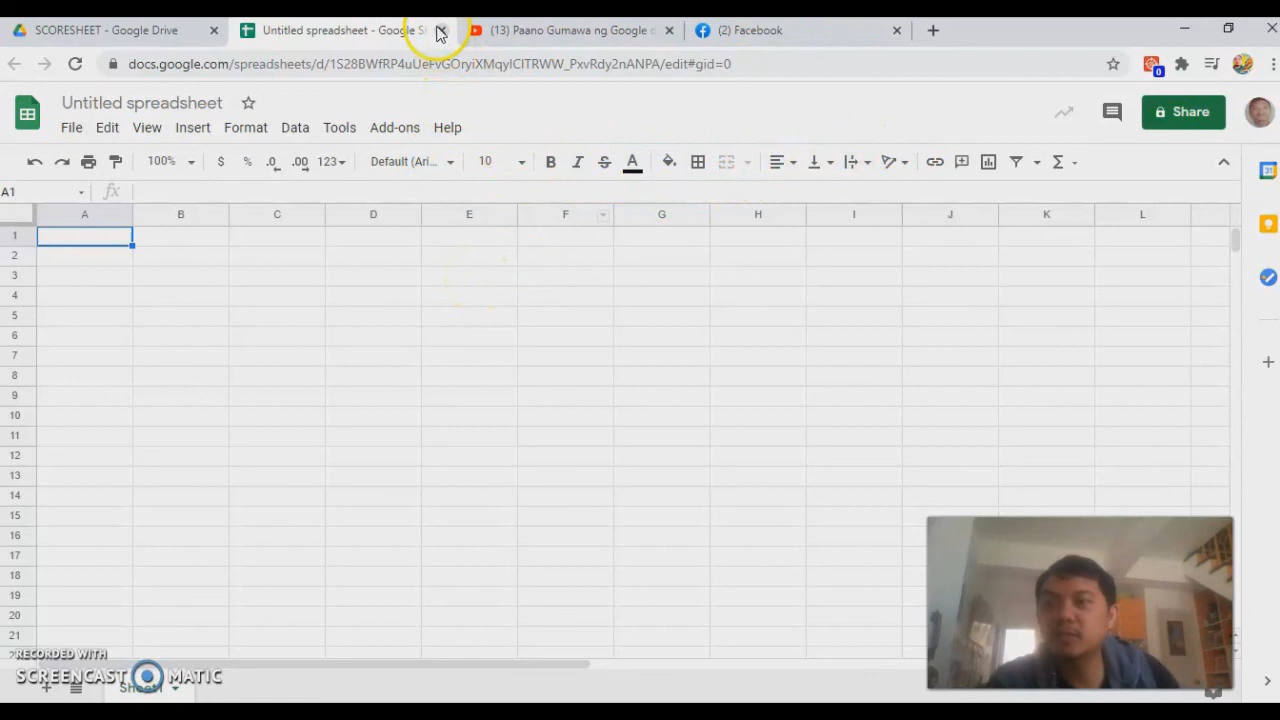 SCORESHEET - Google Drive
Untitled spreadsheet - Google S
(13) Paano Gumawa ng Google
(2) Facebook
docs.google.com/spreadsheets/d/1S28BWfRP4uUeFvGOryiXMqylCITRWW_PxvRdy2nANPA/edit#gid=0
0
Untitled spreadsheet
Share
File Edit View Insert Format Data Tools Add-ons Help
100% $ % .0 .00 123 Default (Ari... 10 B I S A Σ
A1 fx
A B C D E F G H I J K L
1
2
3
4
5
6
7
8
9
10
11
12
13
14
15
16
17
18
19
20
21
RECORDED WITH
SCREENCAST MATIC
Sheet1